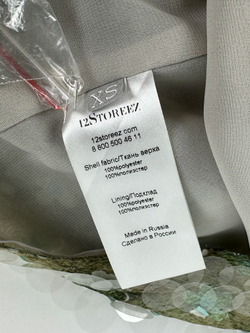 XS
12STOREEZ
12storeez.com
8 800 500 46 11
Shell fabric/Ткань верха
100%polyester
100%полиэстер
Lining/Подклад
100%polyester
100%полиэстер
Made in Russia
Сделано в России